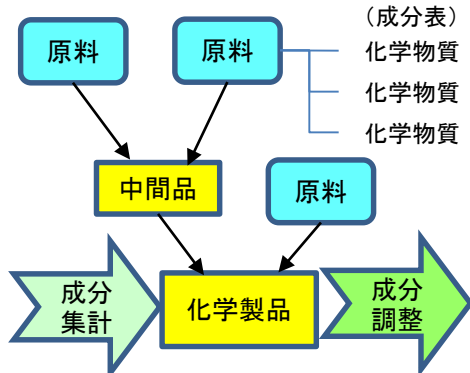 （成分表）
原料
原料
化学物質
化学物質
化学物質
中間品
原料
成分
集計
化学製品
成分
調整